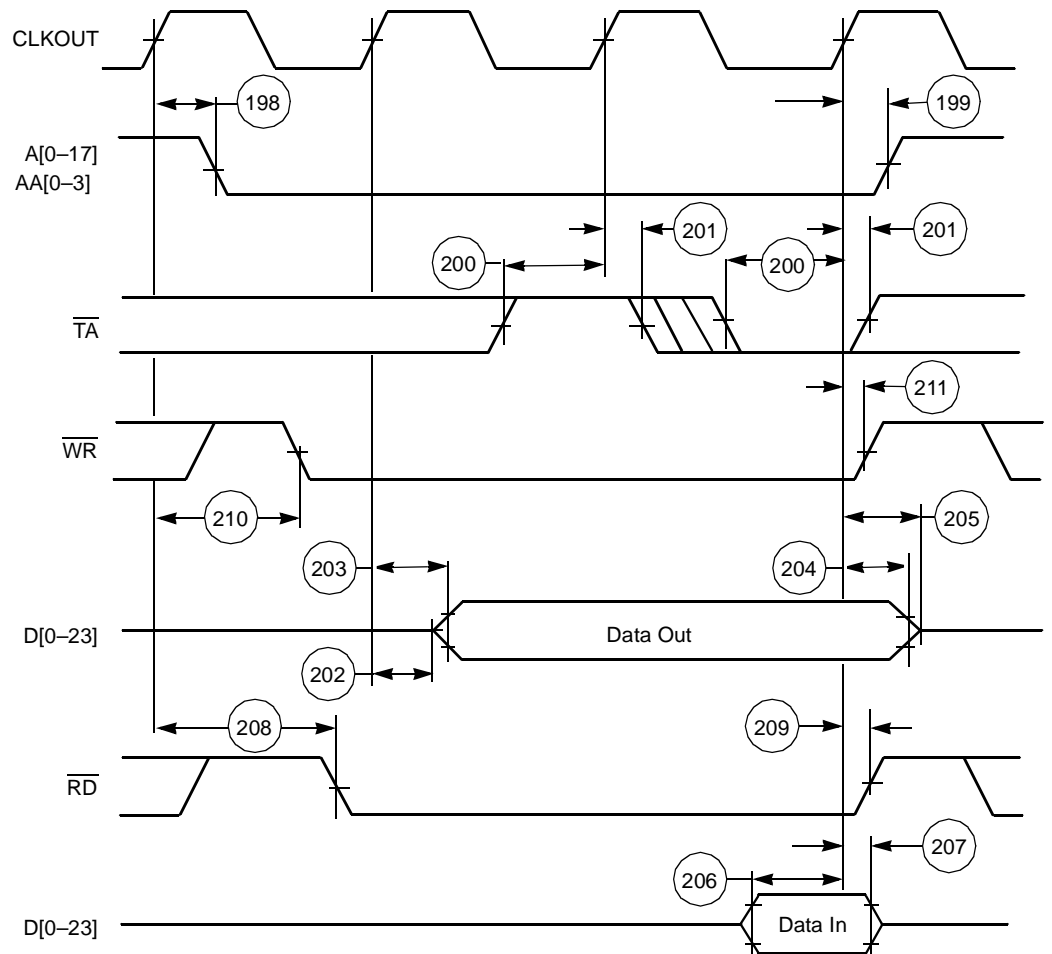 CLKOUT
198
199
A[0–17]
AA[0–3]
201
201
200
200
TA
211
WR
210
205
203
204
D[0–23]
Data Out
202
208
209
RD
207
206
D[0–23]
Data In